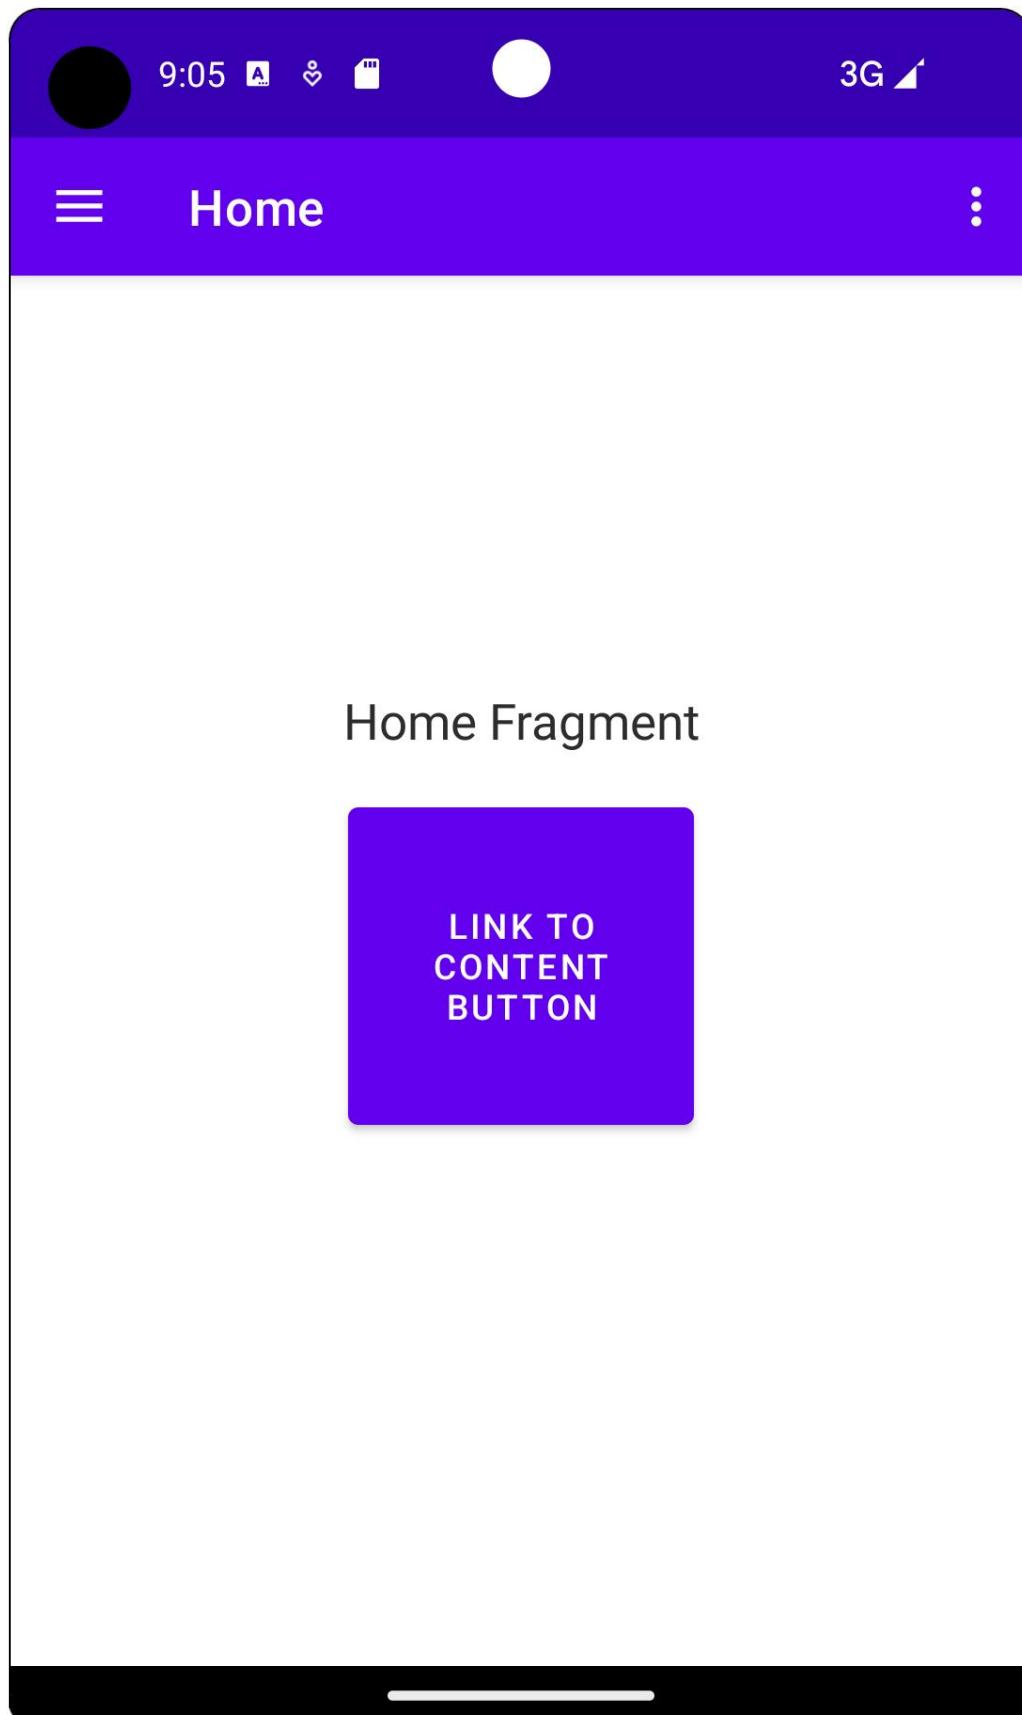 9:05
3G
Home
Home Fragment
LINK TO
CONTENT
BUTTON